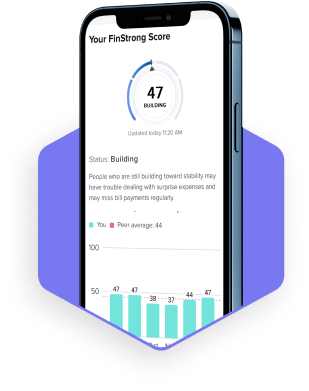 Your FinStrong Score
47
BUILDING
Updated today 11:20 AM
Status: Building
People who are still building toward stability may
have trouble dealing with surprise expenses and
may miss bill payments regularly.
You Peer average: 44
100
50
47 47 38 37 44 47